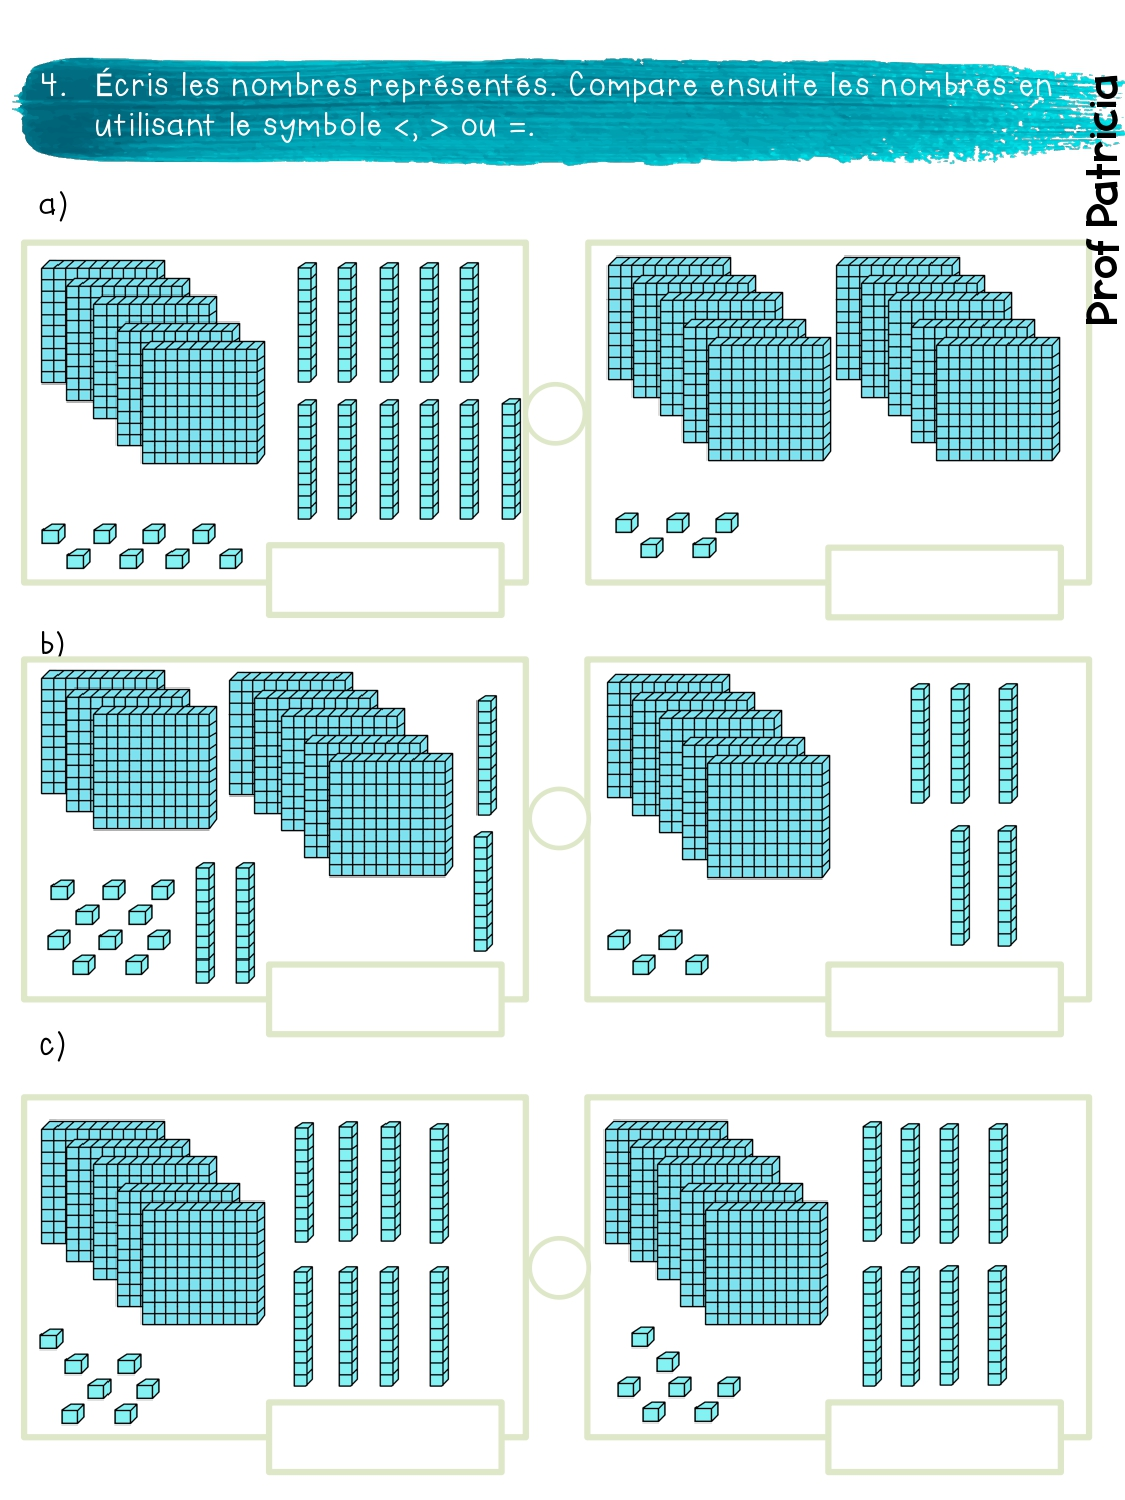 4. Écris les nombres représentés. Compare ensuite les nombres en
utilisant le symbole <, > ou =.
Prof Patricia
a)
b)
c)